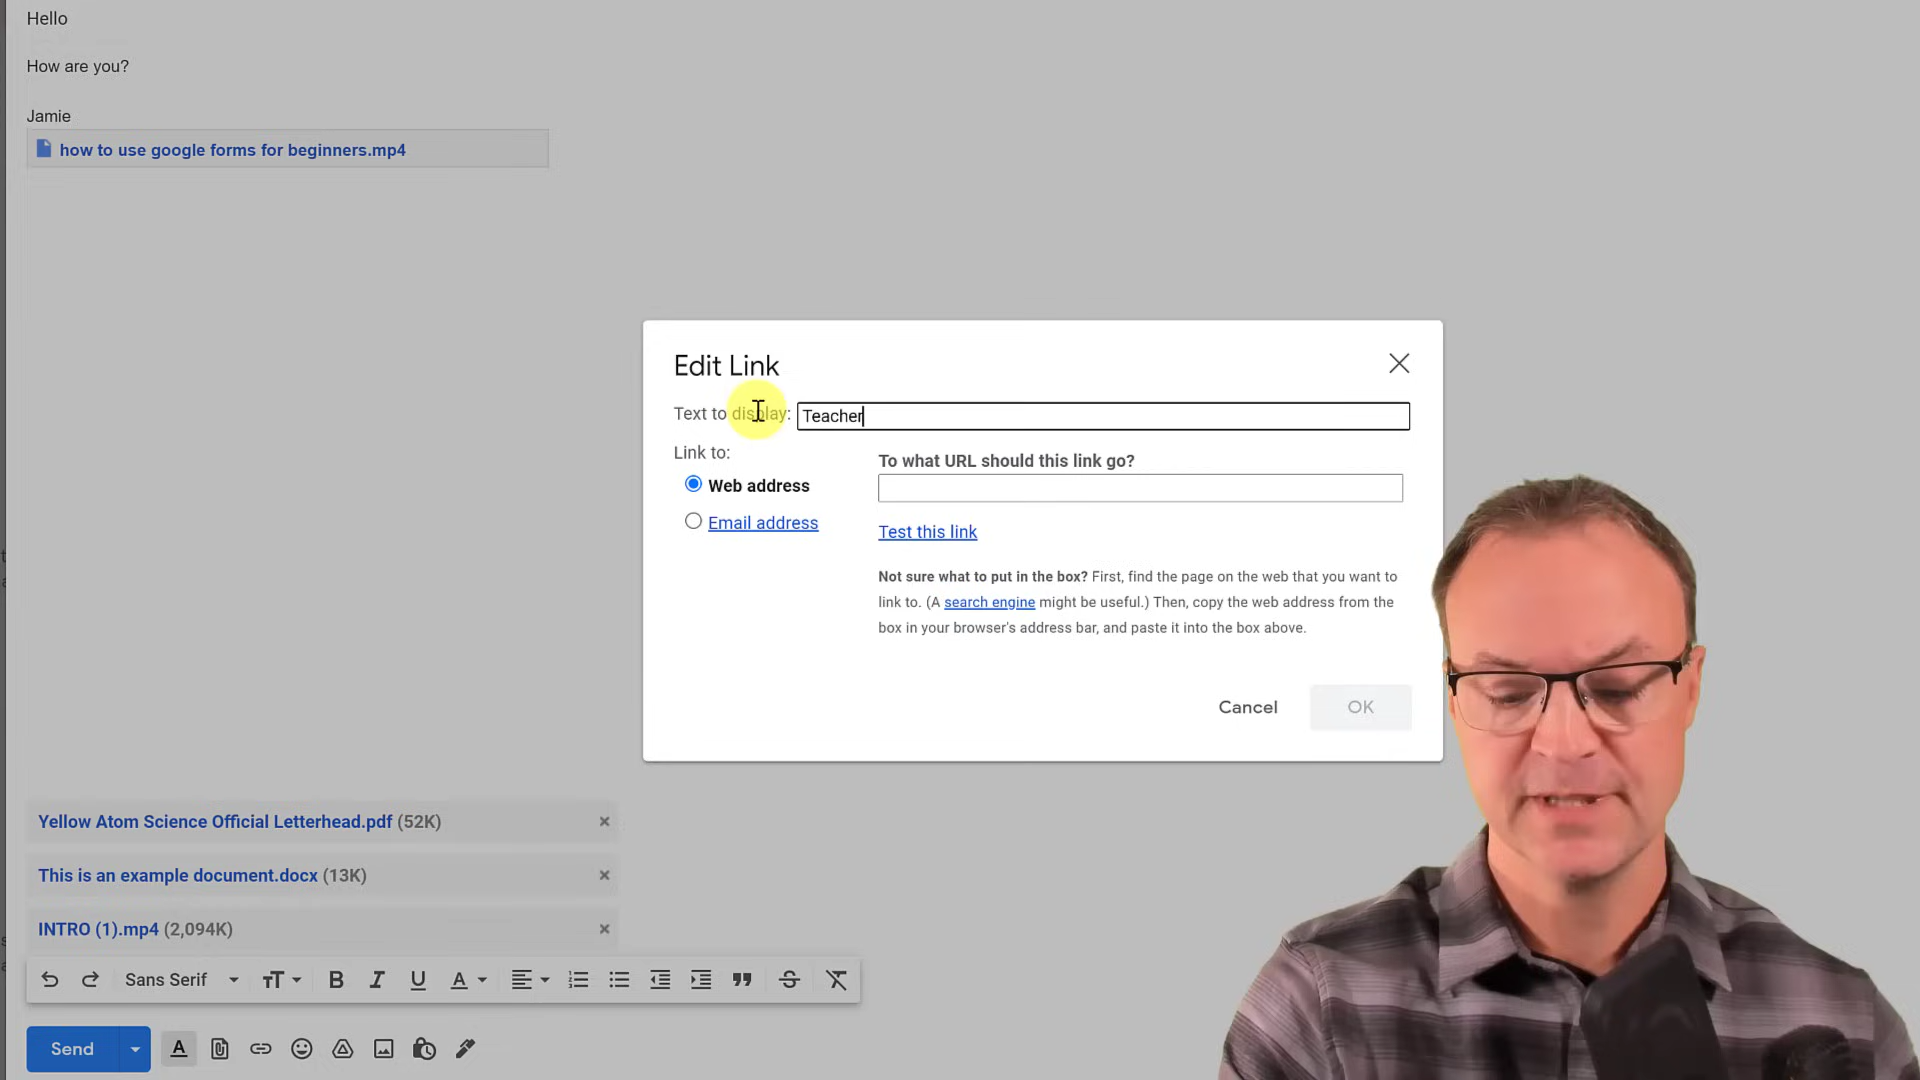 Hello
How are you?
Jamie
how to use google forms for beginners.mp4
Edit Link
Text to display: Teacher
Link to:
Web address
Email address
To what URL should this link go?
Test this link
Not sure what to put in the box? First, find the page on the web that you want to
link to. (A search engine might be useful.) Then, copy the web address from the
box in your browser's address bar, and paste it into the box above.
Cancel
OK
Yellow Atom Science Official Letterhead.pdf (52K)
This is an example document.docx (13K)
INTRO (1).mp4 (2,094K)
Sans Serif
Send